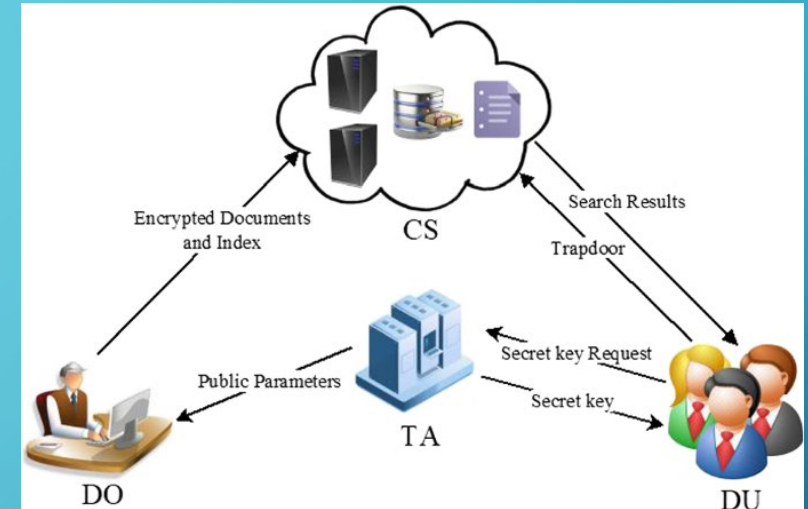 CS
Encrypted Documents
and Index
Search Results
Trapdoor
Public Parameters
Secret key Request
Secret key
TA
DO
DU